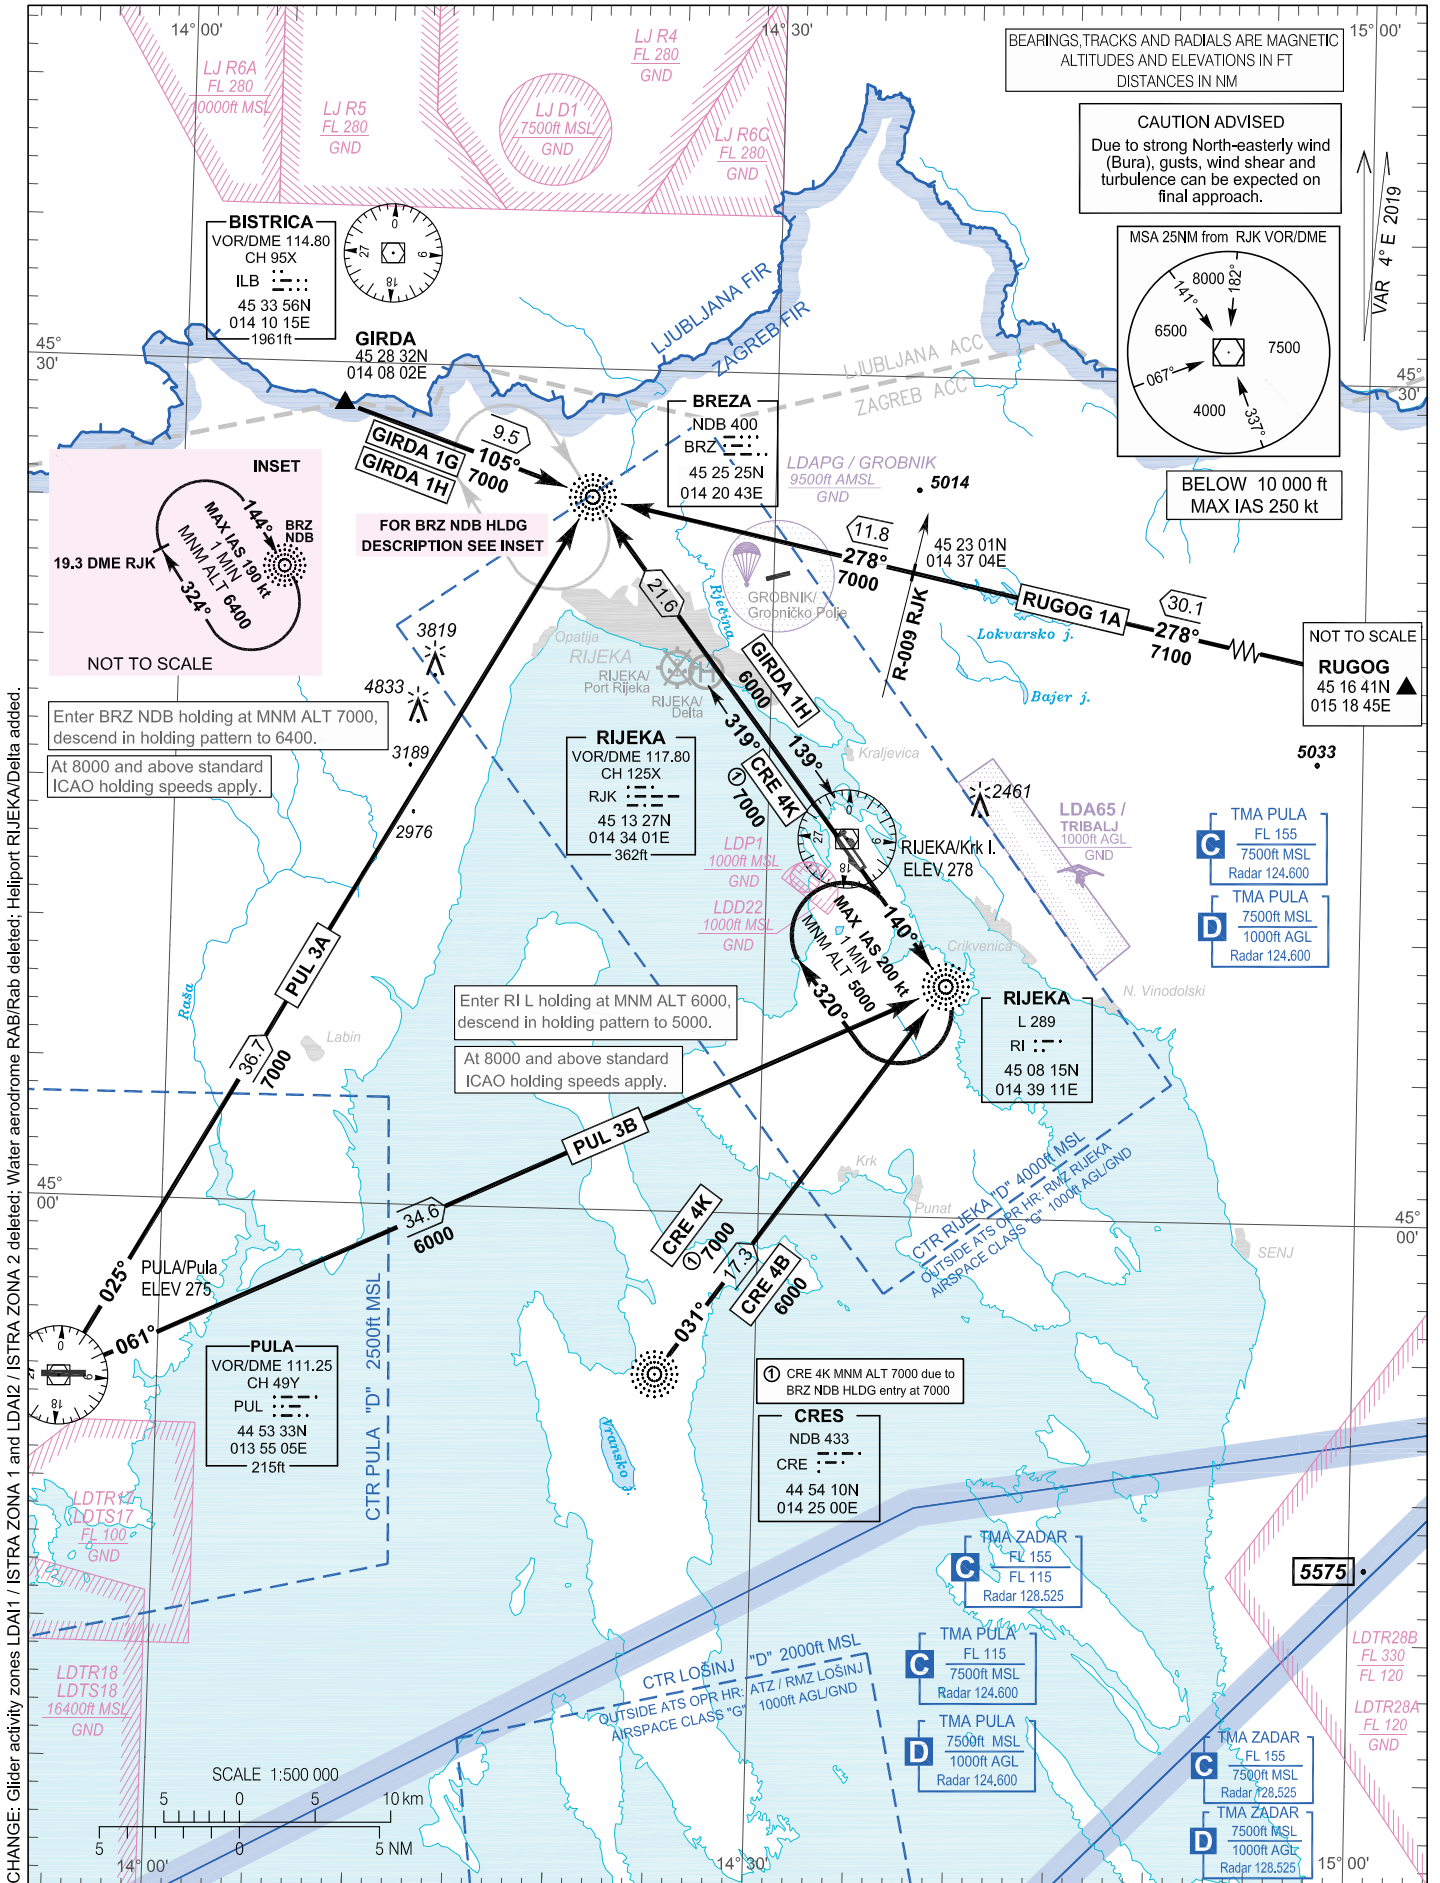 14° 00'
14° 30'
15° 00'
BEARINGS,TRACKS AND RADIALS ARE MAGNETIC
ALTITUDES AND ELEVATIONS IN FT
DISTANCES IN NM
CAUTION ADVISED
Due to strong North-easterly wind
(Bura), gusts, wind shear and
turbulence can be expected on
final approach.
VAR 4° E 2019
MSA 25NM from RJK VOR/DME
8000
141°
182°
6500
7500
067°
4000
337°
BELOW 10 000 ft
MAX IAS 250 kt
LJ R6A
FL 280
10000ft MSL
LJ R5
FL 280
GND
LJ R4
FL 280
GND
LJ D1
7500ft MSL
GND
LJ R6C
FL 280
GND
BISTRICA
VOR/DME 114.80
CH 95X
ILB
45 33 56N
014 10 15E
1961ft
0
9
18
27
45°
30'
GIRDA
45 28 32N
014 08 02E
LJUBLJANA FIR
ZAGREB FIR
LJUBLJANA ACC
ZAGREB ACC
45°
30'
BREZA
NDB 400
BRZ
45 25 25N
014 20 43E
GIRDA 1G
GIRDA 1H
9.5
105°
7000
FOR BRZ NDB HLDG
DESCRIPTION SEE INSET
INSET
144°
MAX IAS 190 kt
1 MIN
MNM ALT 6400
324°
BRZ
NDB
19.3 DME RJK
NOT TO SCALE
LDAPG / GROBNIK
9500ft AMSL
GND
5014
11.8
278°
7000
45 23 01N
014 37 04E
R-009 RJK
RUGOG 1A
30.1
278°
7100
NOT TO SCALE
RUGOG
45 16 41N
015 18 45E
GROBNIK/
Grobničko Polje
Rječina
Lokvarsko j.
Bajer j.
5033
3819
4833
3189
2976
Opatija
RIJEKA
RIJEKA/
Port Rijeka
RIJEKA/
Delta
H
21.6
GIRDA 1H
6000
319°
139°
CRE 4K
1 7000
Kraljevica
Enter BRZ NDB holding at MNM ALT 7000,
descend in holding pattern to 6400.
At 8000 and above standard
ICAO holding speeds apply.
RIJEKA
VOR/DME 117.80
CH 125X
RJK
45 13 27N
014 34 01E
362ft
0
9
18
27
RIJEKA/Krk I.
ELEV 278
2461
LDA65 /
TRIBALJ
1000ft AGL
GND
C
TMA PULA
FL 155
7500ft MSL
Radar 124.600
D
TMA PULA
7500ft MSL
1000ft AGL
Radar 124.600
LDP1
1000ft MSL
GND
LDD22
1000ft MSL
GND
140°
MAX IAS 200 kt
1 MIN
MNM ALT 5000
320°
Crikvenica
N. Vinodolski
RIJEKA
L 289
RI
45 08 15N
014 39 11E
Enter RI L holding at MNM ALT 6000,
descend in holding pattern to 5000.
At 8000 and above standard
ICAO holding speeds apply.
PUL 3A
36.7
7000
Raša
Labin
PUL 3B
34.6
6000
45°
00'
45°
00'
Krk
Punat
SENJ
CTR RIJEKA "D" 4000ft MSL
OUTSIDE ATS OPR HR: RMZ RIJEKA
AIRSPACE CLASS "G" 1000ft AGL/GND
CRE 4K
1 7000
17.3
CRE 4B
6000
031°
025°
061°
PULA/Pula
ELEV 275
0
9
18
27
PULA
VOR/DME 111.25
CH 49Y
PUL
44 53 33N
013 55 05E
215ft
CTR PULA "D" 2500ft MSL
1 CRE 4K MNM ALT 7000 due to
BRZ NDB HLDG entry at 7000
CRES
NDB 433
CRE
44 54 10N
014 25 00E
Vransko j.
LDTR17
LDTS17
FL 100
GND
LDTR18
LDTS18
16400ft MSL
GND
C
TMA ZADAR
FL 155
FL 115
Radar 128.525
C
TMA PULA
FL 115
7500ft MSL
Radar 124.600
D
TMA PULA
7500ft MSL
1000ft AGL
Radar 124.600
5575
LDTR28B
FL 330
FL 120
LDTR28A
FL 120
GND
C
TMA ZADAR
FL 155
7500ft MSL
Radar 128.525
D
TMA ZADAR
7500ft MSL
1000ft AGL
Radar 128.525
CTR LOŠINJ "D" 2000ft MSL
OUTSIDE ATS OPR HR: ATZ / RMZ LOŠINJ
AIRSPACE CLASS "G" 1000ft AGL/GND
SCALE 1:500 000
5 0 5 10 km
5 0 5 NM
14° 00'
14° 30'
15° 00'
CHANGE: Glider activity zones LDAI1 / ISTRA ZONA 1 and LDAI2 / ISTRA ZONA 2 deleted; Water aerodrome RAB/Rab deleted; Heliport RIJEKA/Delta added.